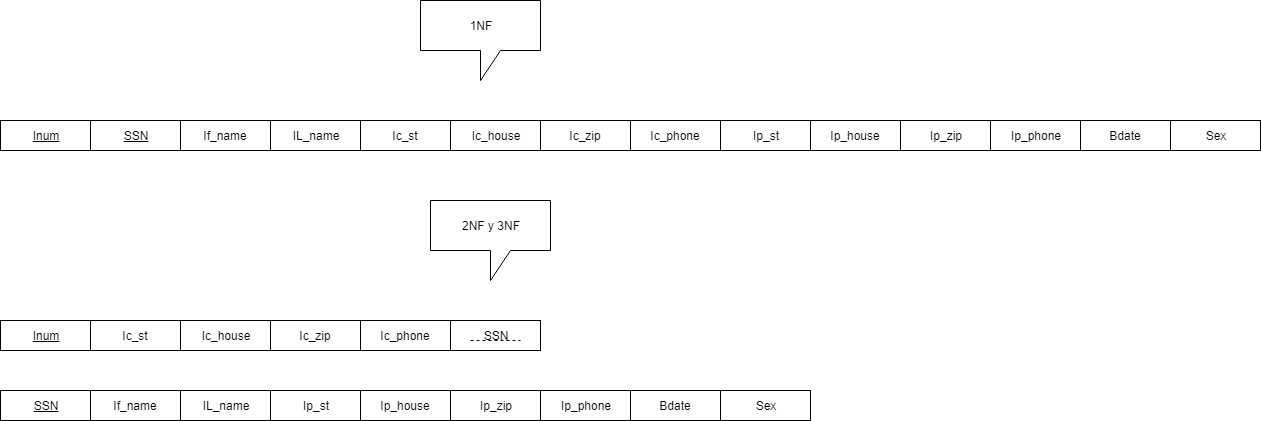 1NF
Inum SSN If_name IL_name Ic_st Ic_house Ic_zip Ic_phone Ip_st Ip_house Ip_zip Ip_phone Bdate Sex
2NF y 3NF
Inum Ic_st Ic_house Ic_zip Ic_phone SSN
SSN If_name IL_name Ip_st Ip_house Ip_zip Ip_phone Bdate Sex